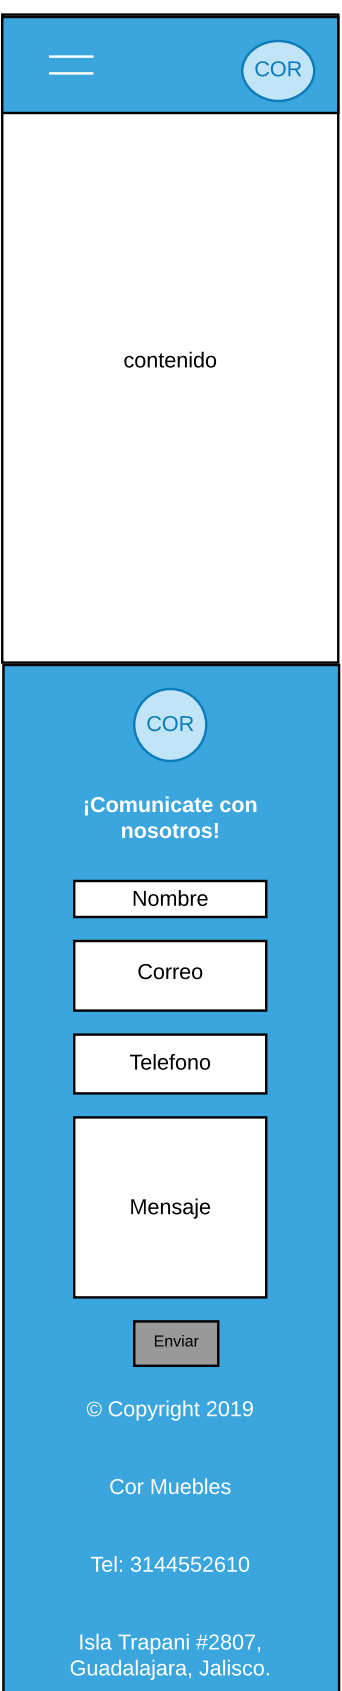 COR
contenido
COR
¡Comunicate con
nosotros!
Nombre
Correo
Telefono
Mensaje
Enviar
© Copyright 2019
Cor Muebles
Tel: 3144552610
Isla Trapani #2807,
Guadalajara, Jalisco.